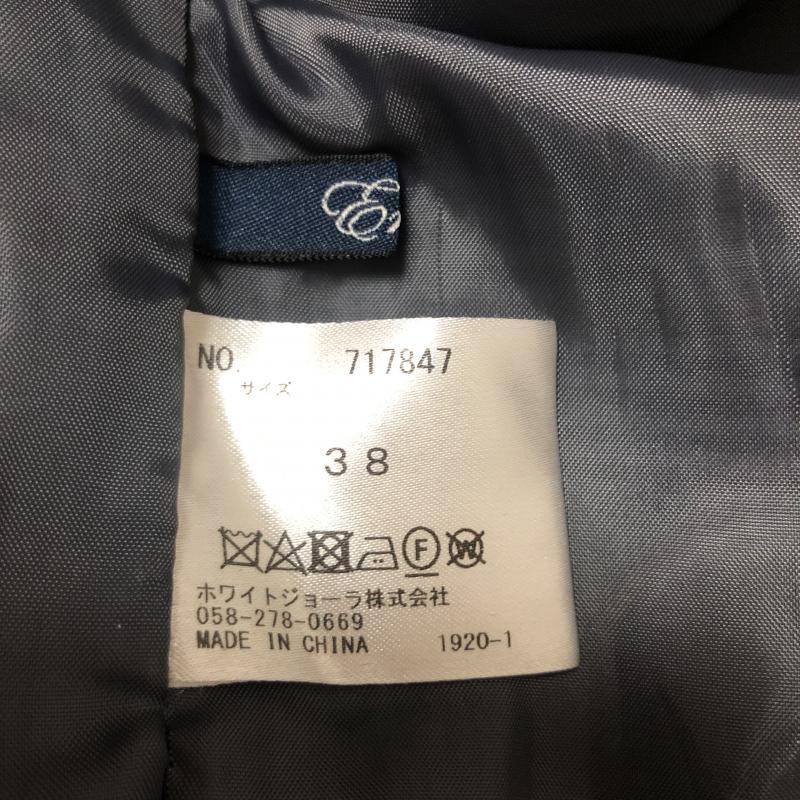 NO. 717847
サイズ
38
F W
ホワイトジョーラ株式会社
058-278-0669
MADE IN CHINA 1920-1